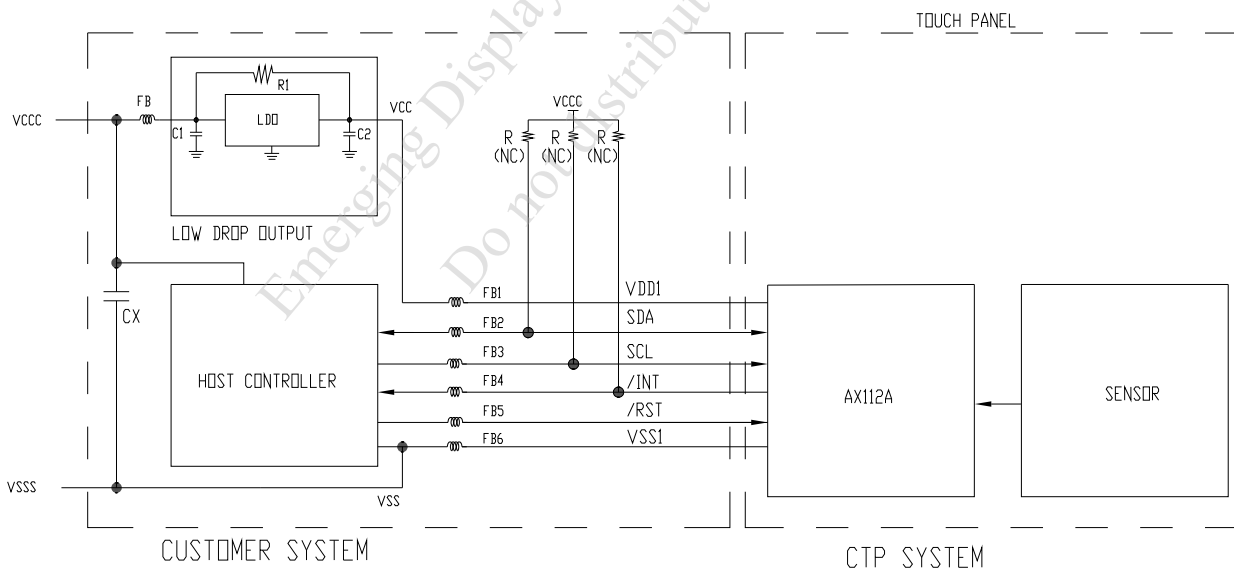 TOUCH PANEL
Emerging Display
Do not distribut
VCCC
FB
R1
C1
LDO
C2
VCC
LOW DROP OUTPUT
VCCC
R
(NC)
R
(NC)
R
(NC)
CX
HOST CONTROLLER
FB1
VDD1
FB2
SDA
FB3
SCL
FB4
/INT
FB5
/RST
FB6
VSS1
AX112A
SENSOR
VSSS
VSS
CUSTOMER SYSTEM
CTP SYSTEM